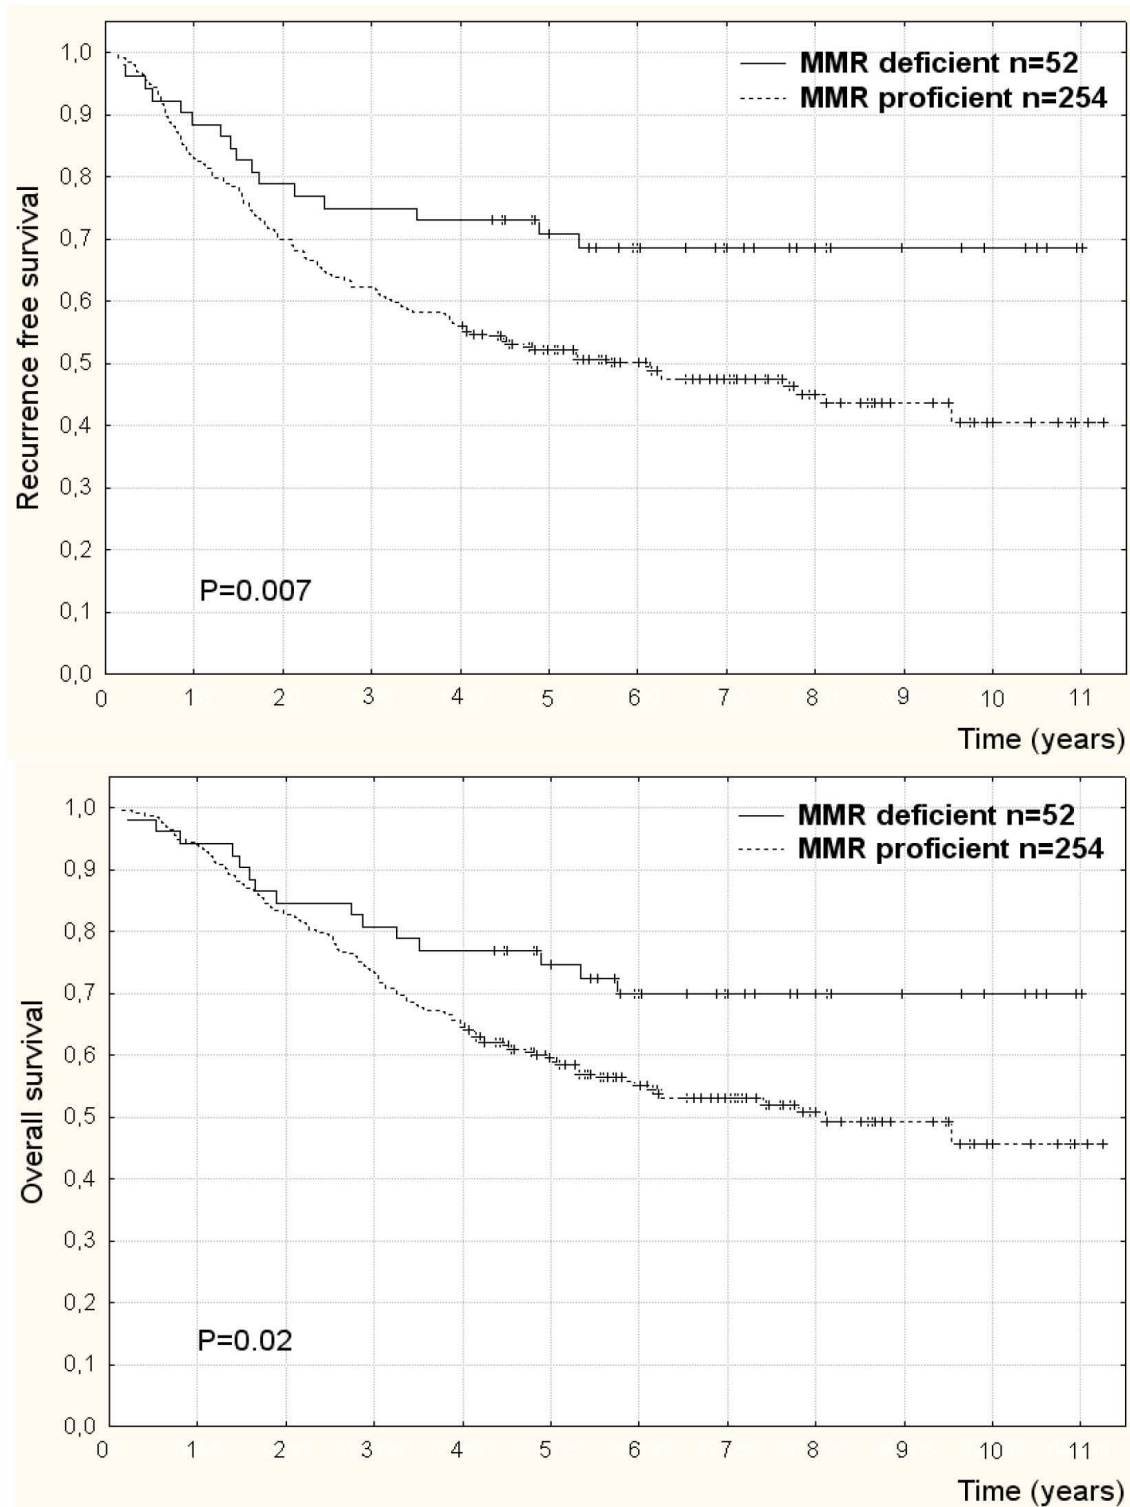 1,0
MMR deficient n=52
MMR proficient n=254
0,9
0,8
0,7
0,6
0,5
0,4
0,3
0,2
0,1
0,0
Recurrence free survival
P=0.007
0 1 2 3 4 5 6 7 8 9 10 11
Time (years)
1,0
MMR deficient n=52
MMR proficient n=254
0,9
0,8
0,7
0,6
0,5
0,4
0,3
0,2
0,1
0,0
Overall survival
P=0.02
0 1 2 3 4 5 6 7 8 9 10 11
Time (years)